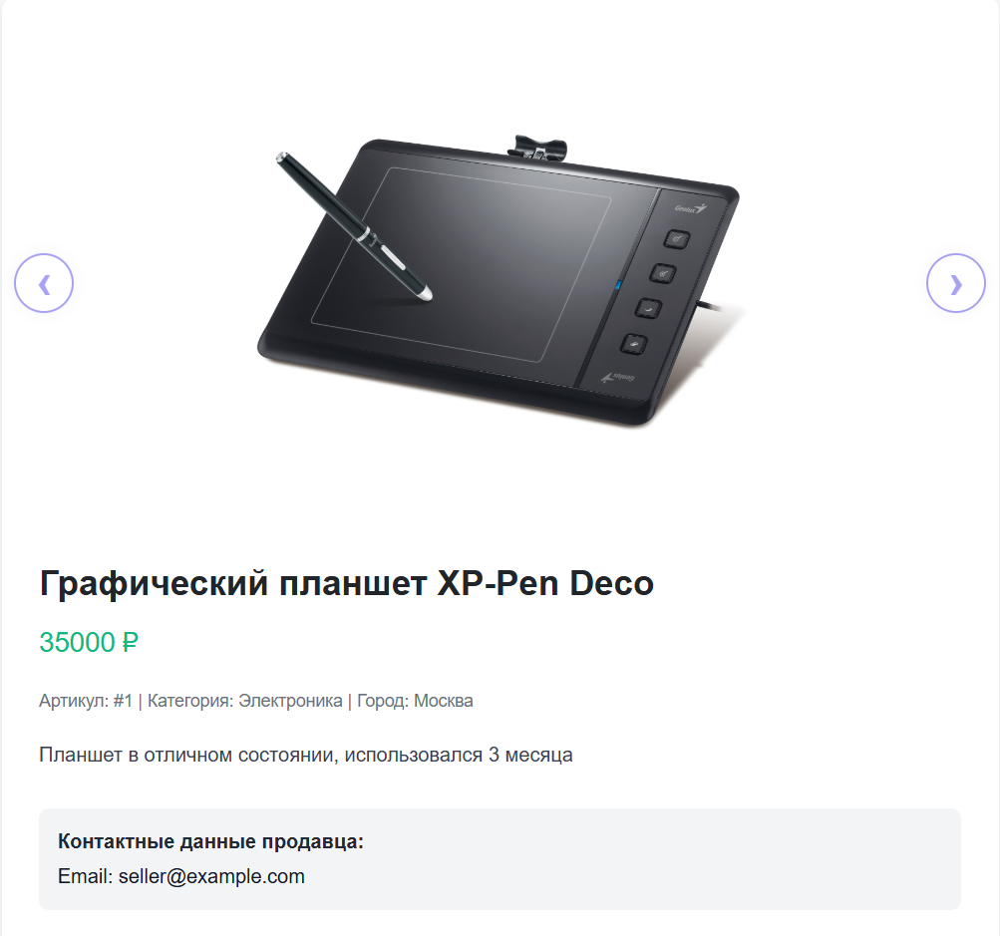 Genius
Genius
❮
❯
Графический планшет XP-Pen Deco
35000 ₽
Артикул: #1 | Категория: Электроника | Город: Москва
Планшет в отличном состоянии, использовался 3 месяца
Контактные данные продавца:
Email: seller@example.com